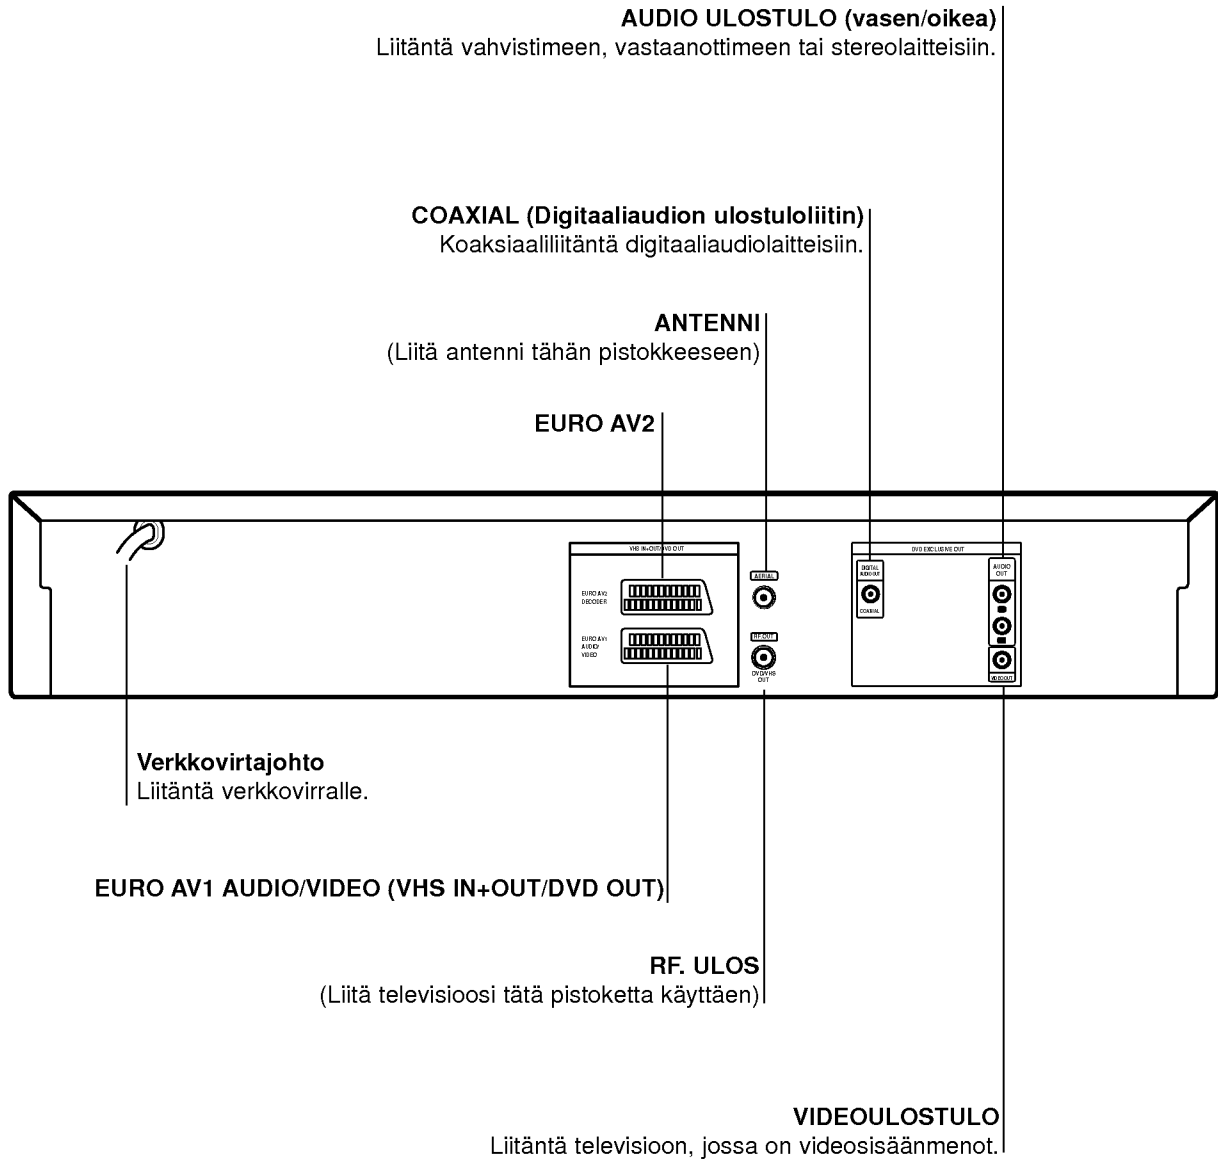 AUDIO ULOSTULO (vasen/oikea)
Liitäntä vahvistimeen, vastaanottimeen tai stereolaitteisiin.
COAXIAL (Digitaaliaudion ulostuloliitin)
Koaksiaaliliitäntä digitaaliaudiolaitteisiin.
ANTENNI
(Liitä antenni tähän pistokkeeseen)
EURO AV2
VHS IN+OUT/DVD OUT
DVD EXCLUSIVE OUT
EURO AV2
DECODER
AERIAL
DIGITAL
AUDIO OUT
COAXIAL
AUDIO
OUT
EURO AV1
AUDIO/
VIDEO
RF.OUT
DVD/VHS
OUT
VIDEO OUT
Verkkovirtajohto
Liitäntä verkkovirralle.
EURO AV1 AUDIO/VIDEO (VHS IN+OUT/DVD OUT)
RF. ULOS
(Liitä televisioosi tätä pistoketta käyttäen)
VIDEOULOSTULO
Liitäntä televisioon, jossa on videosisäänmenot.